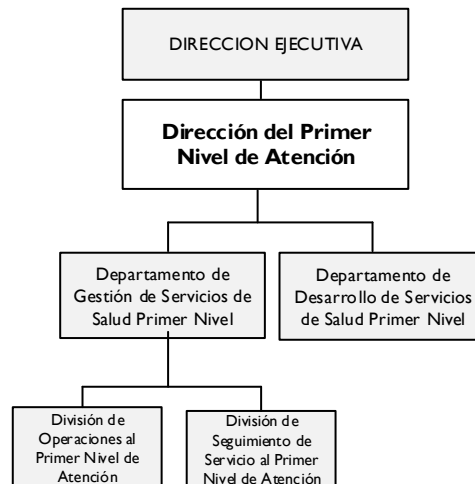 DIRECCION EJECUTIVA
Dirección del Primer
Nivel de Atención
Departamento de
Gestión de Servicios de
Salud Primer Nivel
Departamento de
Desarrollo de Servicios
de Salud Primer Nivel
División de
Operaciones al
Primer Nivel de
Atención
División de
Seguimiento de
Servicio al Primer
Nivel de Atención